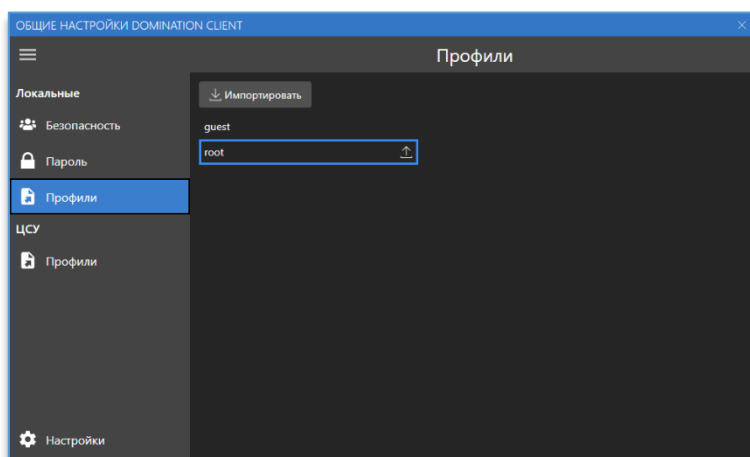 ОБЩИЕ НАСТРОЙКИ DOMINATION CLIENT
Профили
Локальные
Безопасность
Пароль
Профили
ЦСУ
Профили
Настройки
Импортировать
guest
root